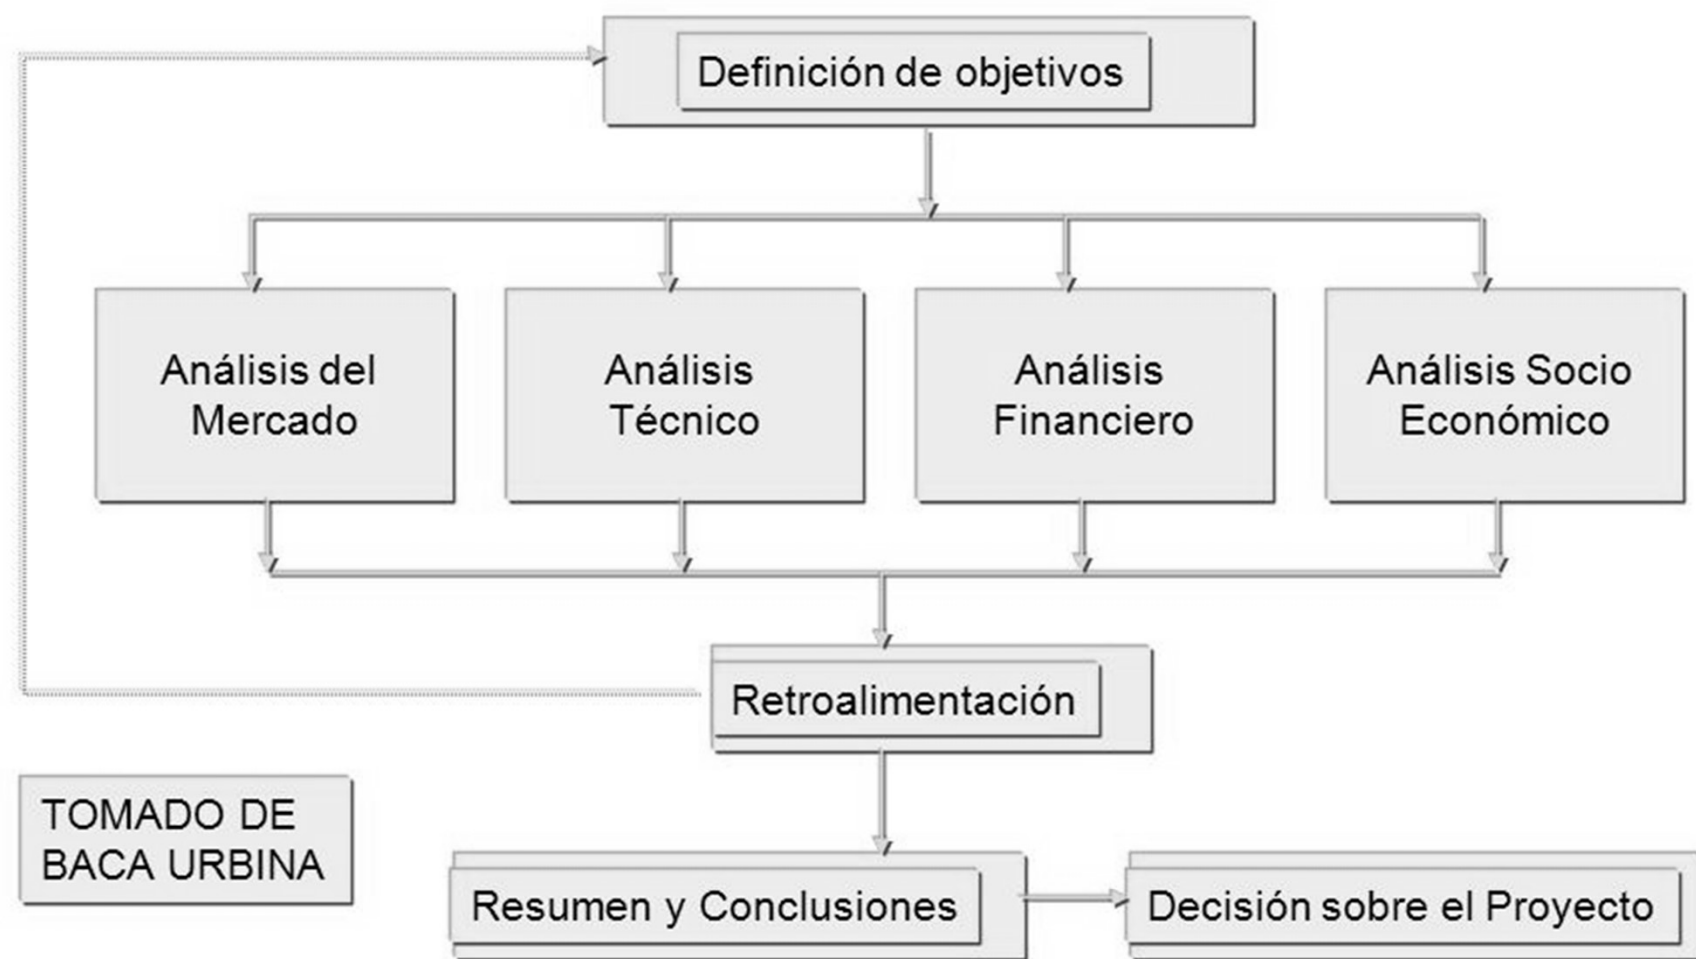 Definición de objetivos
Análisis del
Mercado
Análisis
Técnico
Análisis
Financiero
Análisis Socio
Económico
Retroalimentación
TOMADO DE
BACA URBINA
Resumen y Conclusiones
Decisión sobre el Proyecto